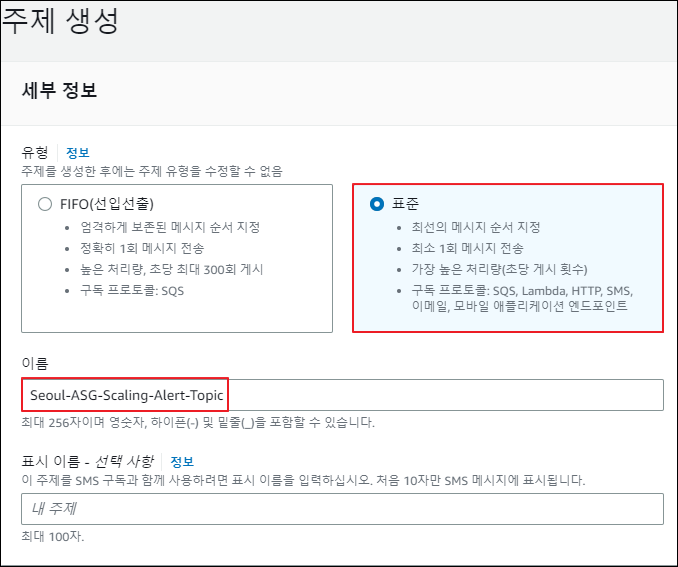 주제 생성
세부 정보
유형 정보
주제를 생성한 후에는 주제 유형을 수정할 수 없음
FIFO(선입선출)
엄격하게 보존된 메시지 순서 지정
정확히 1회 메시지 전송
높은 처리량, 초당 최대 300회 게시
구독 프로토콜: SQS
표준
최선의 메시지 순서 지정
최소 1회 메시지 전송
가장 높은 처리량(초당 게시 횟수)
구독 프로토콜: SQS, Lambda, HTTP, SMS,
이메일, 모바일 애플리케이션 엔드포인트
이름
Seoul-ASG-Scaling-Alert-Topic
최대 256자이며 영숫자, 하이픈(-) 및 밑줄(_)을 포함할 수 있습니다.
표시 이름 - 선택 사항 정보
이 주제를 SMS 구독과 함께 사용하려면 표시 이름을 입력하십시오. 처음 10자만 SMS 메시지에 표시됩니다.
내 주제
최대 100자.